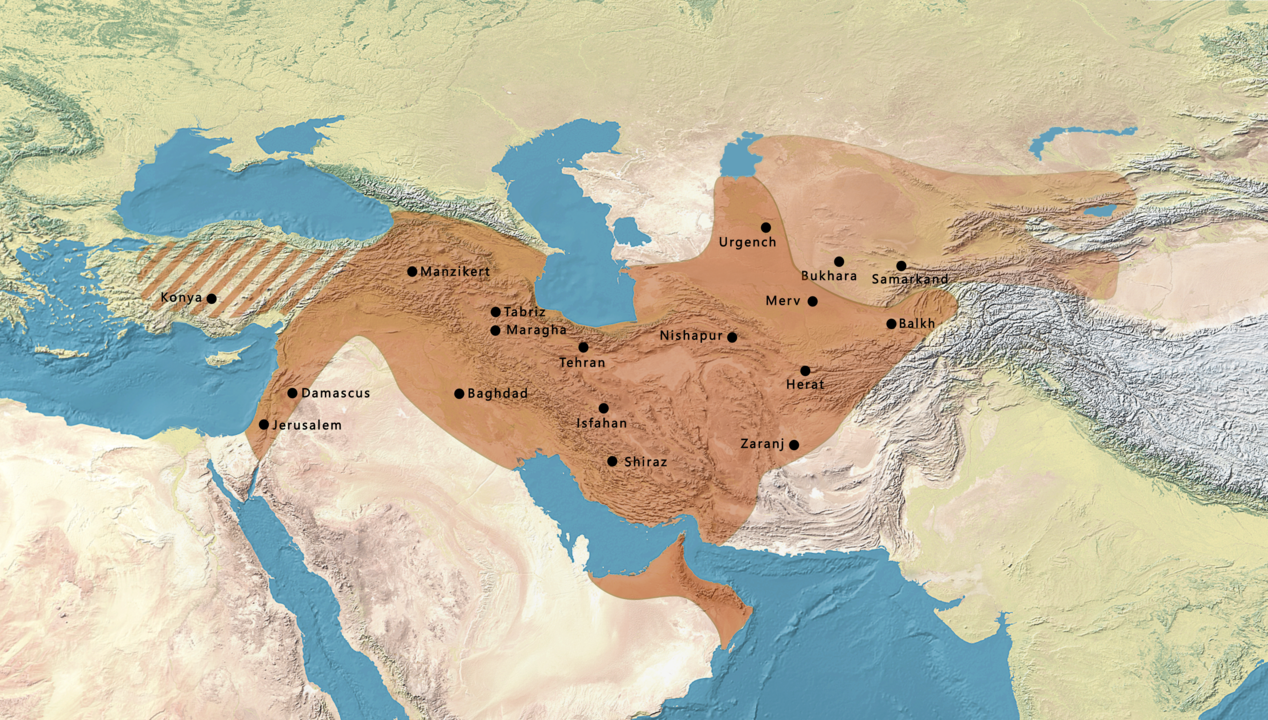 Urgench
Bukhara
Samarkand
Manzikert
Konya
Merv
Tabriz
Balkh
Maragha
Nishapur
Tehran
Herat
Damascus
Baghdad
Isfahan
Jerusalem
Zaranj
Shiraz